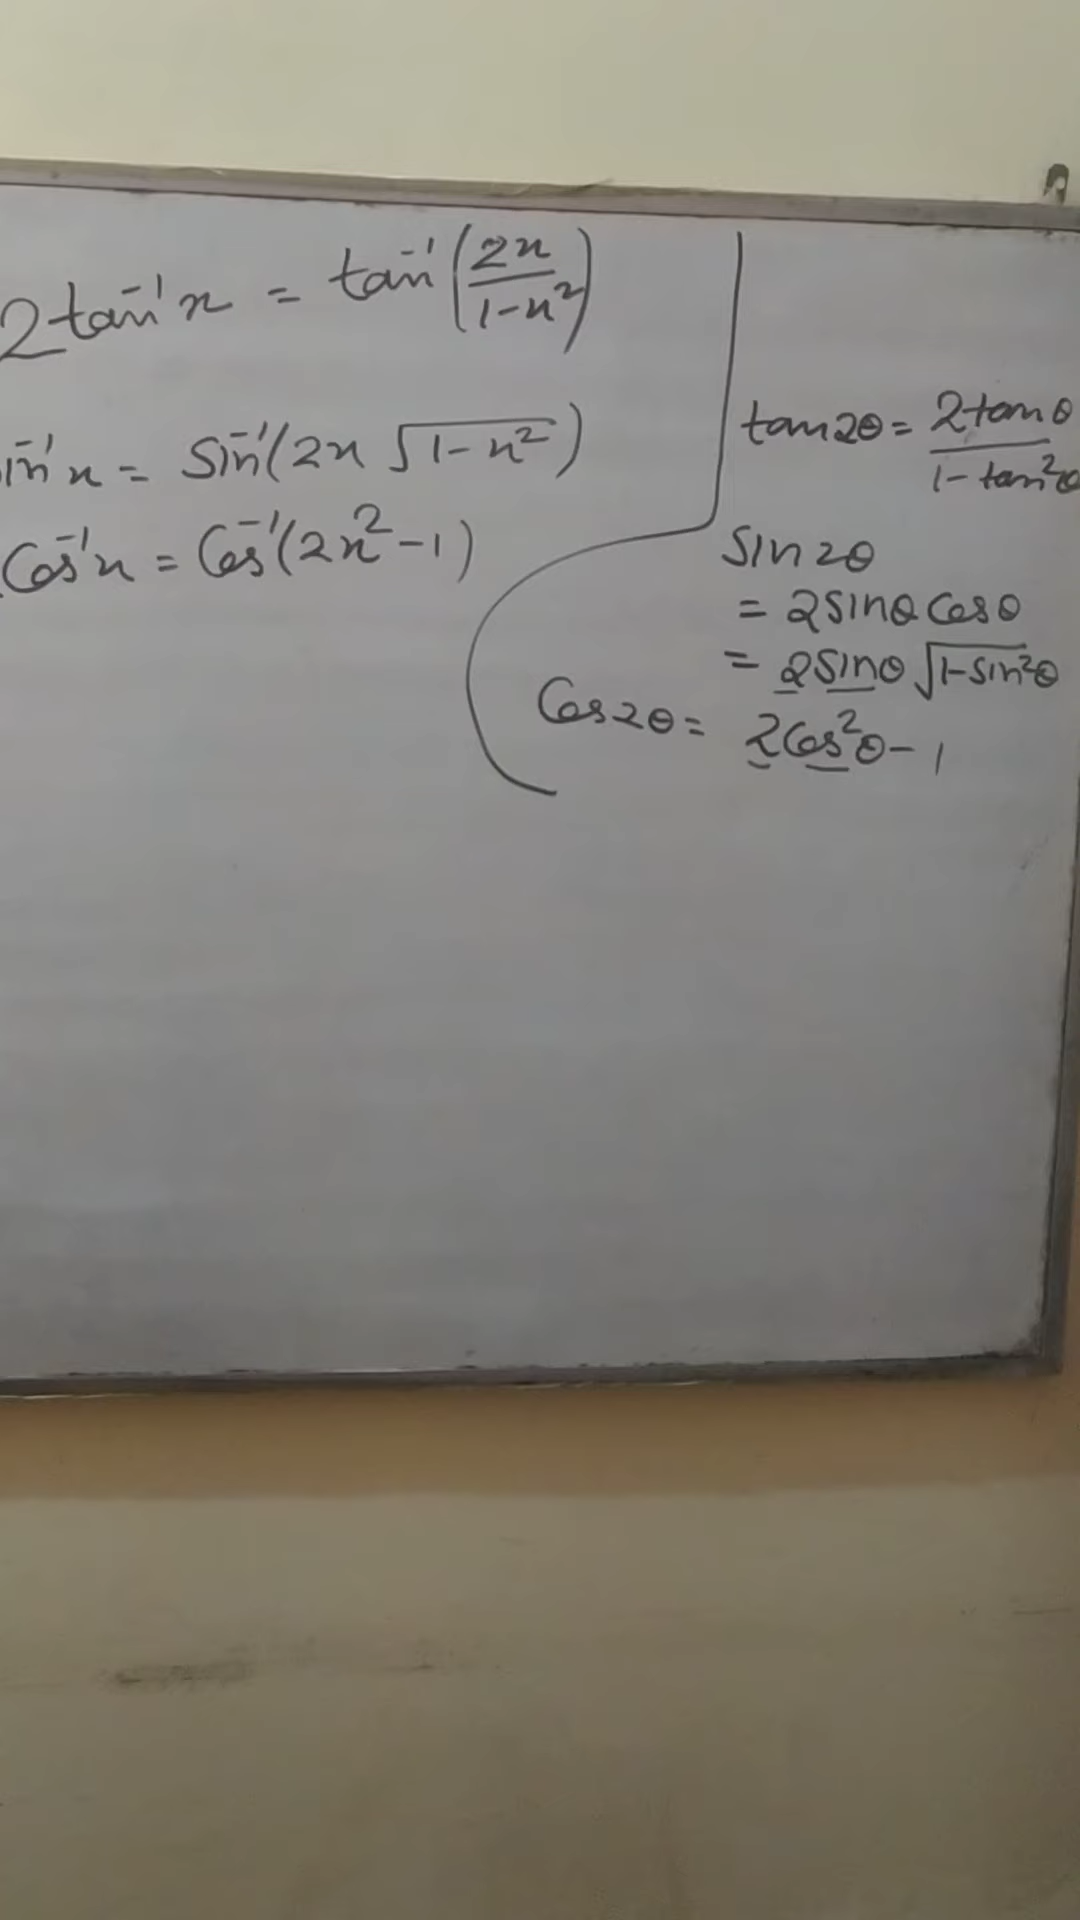 2tan⁻¹x = tan⁻¹(2x/(1-x²))
in⁻¹x = Sin⁻¹(2x √(1-x²))
Cos⁻¹x = Cos⁻¹(2x²-1)
tan2θ = 2tanθ/(1-tan²θ)
Sin2θ
= 2Sinθ Cosθ
= 2Sinθ √(1-Sin²θ)
Cos2θ = 2Cos²θ-1